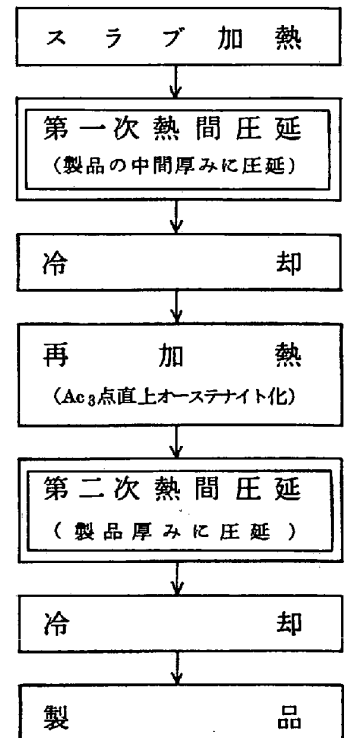 スラブ加熱
第一次熱間圧延
(製品の中間厚みに圧延)
冷却
再加熱
(Ac₃点直上オーステナイト化)
第二次熱間圧延
(製品厚みに圧延)
冷却
製品